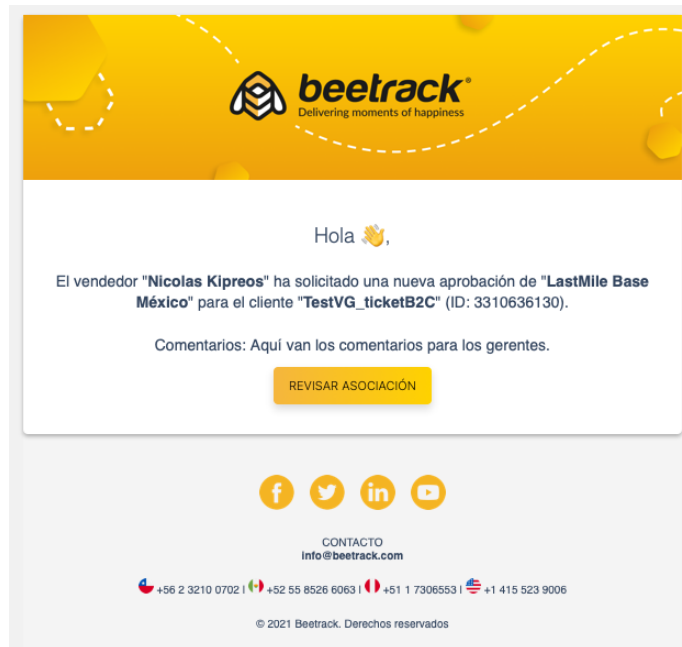 beetrack®
Delivering moments of happiness
Hola 👋,
El vendedor "Nicolas Kipreos" ha solicitado una nueva aprobación de "LastMile Base
México" para el cliente "TestVG_ticketB2C" (ID: 3310636130).
Comentarios: Aquí van los comentarios para los gerentes.
REVISAR ASOCIACIÓN
CONTACTO
info@beetrack.com
+56 2 3210 0702 | +52 55 8526 6063 | +51 1 7306553 | +1 415 523 9006
© 2021 Beetrack. Derechos reservados